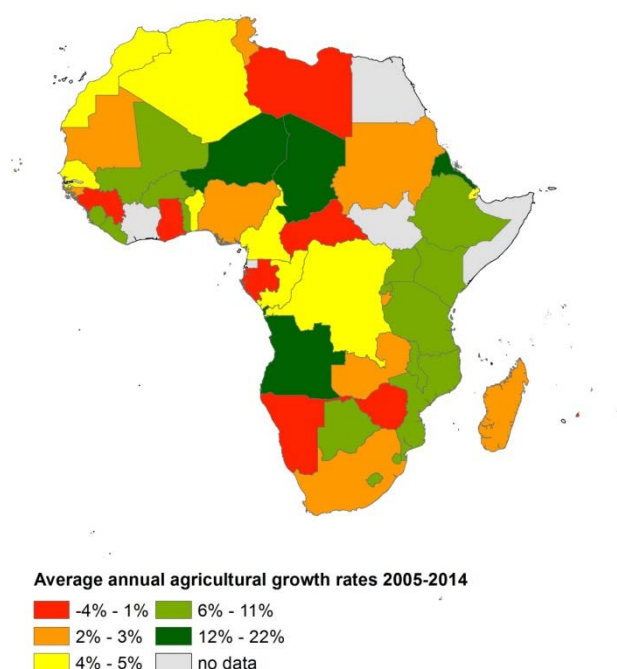 Average annual agricultural growth rates 2005-2014
-4% - 1%
6% - 11%
2% - 3%
12% - 22%
4% - 5%
no data